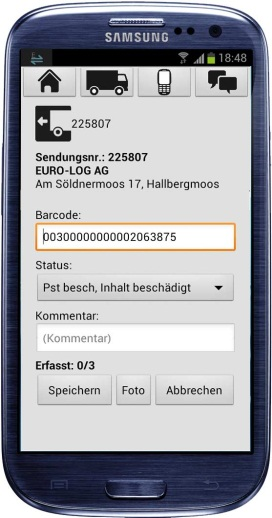 SAMSUNG
18:48
225807
Sendungsnr.: 225807
EURO-LOG AG
Am Söldnermoos 17, Hallbergmoos
Barcode:
00300000000002063875
Status:
Pst besch, Inhalt beschädigt
Kommentar:
(Kommentar)
Erfasst: 0/3
Speichern Foto Abbrechen